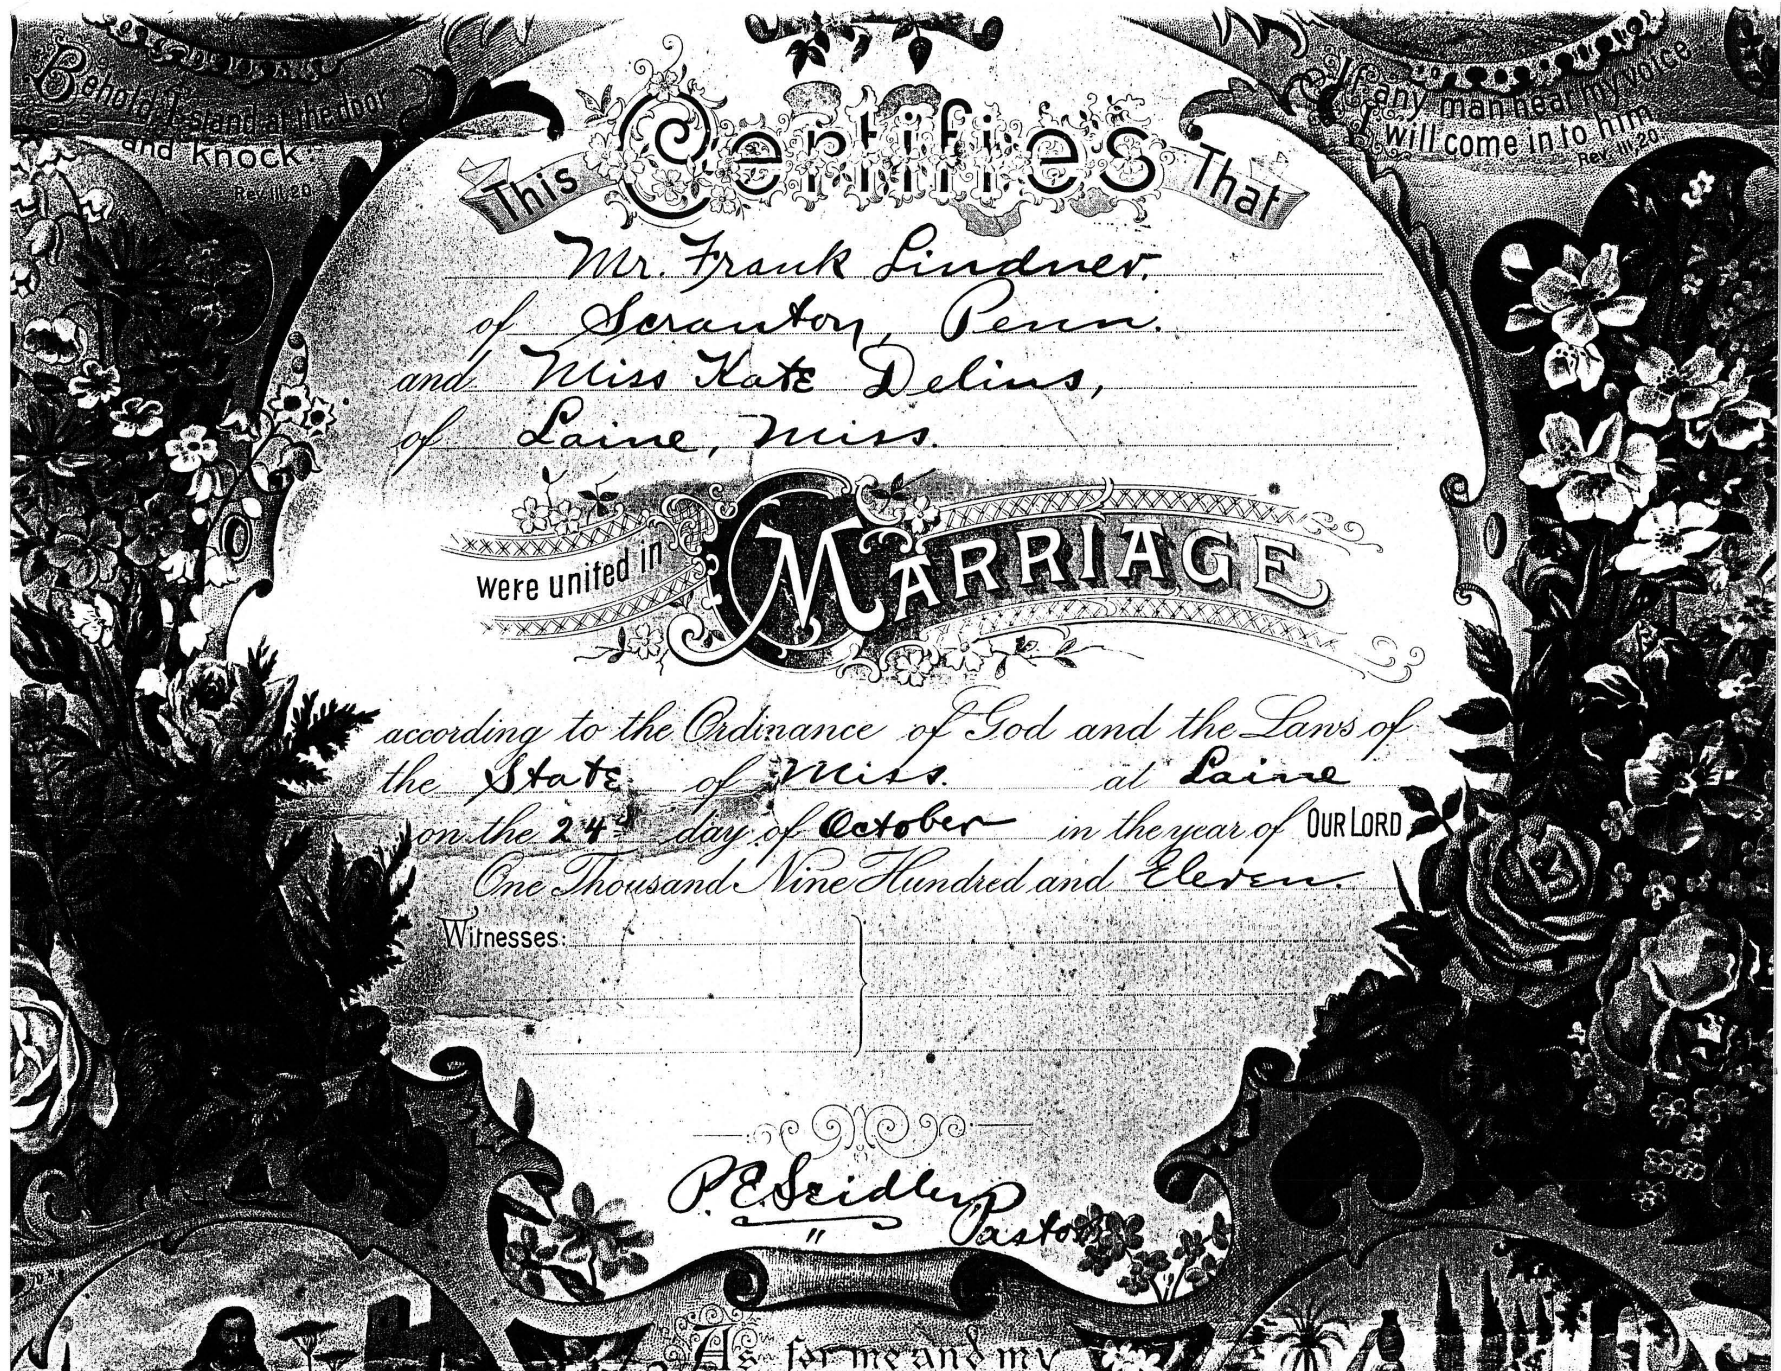 Behold, I stand at the door
and knock:
Rev. III, 20
If any man hear my voice
I will come in to him
Rev. III, 20
This Certifies That
Mr. Frank Lindner.
of Scranton, Penn.
and Miss Kate Delius,
of Laine, Miss.
were united in MARRIAGE
according to the Ordinance of God and the Laws of
the State of Miss. at Laine
on the 24th day of October in the year of OUR LORD
One Thousand Nine Hundred and Eleven.
Witnesses:
P. E. Seidler, Pastor
As for me and my